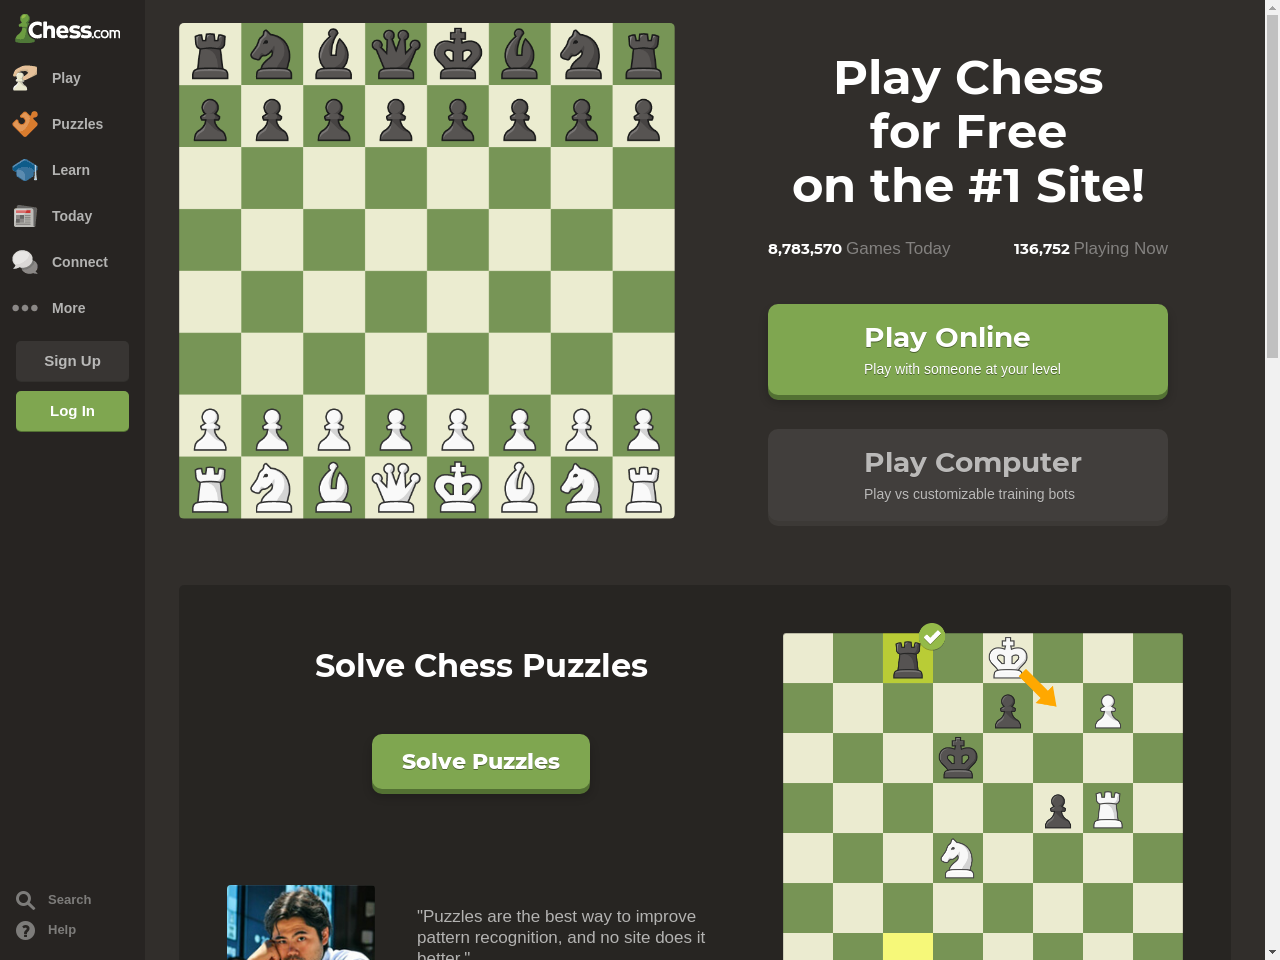 Chess.com
Play
Puzzles
Learn
Today
Connect
More
Sign Up
Log In
Search
Help
Play Chess
for Free
on the #1 Site!
8,783,570 Games Today
136,752 Playing Now
Play Online
Play with someone at your level
Play Computer
Play vs customizable training bots
Solve Chess Puzzles
Solve Puzzles
"Puzzles are the best way to improve
pattern recognition, and no site does it
better."